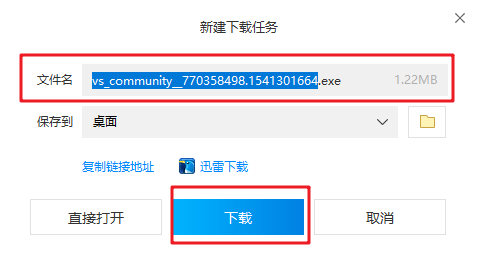 新建下载任务
文件名 vs_community__770358498.1541301664.exe 1.22MB
保存到 桌面
复制链接地址 迅雷下载
直接打开 下载 取消